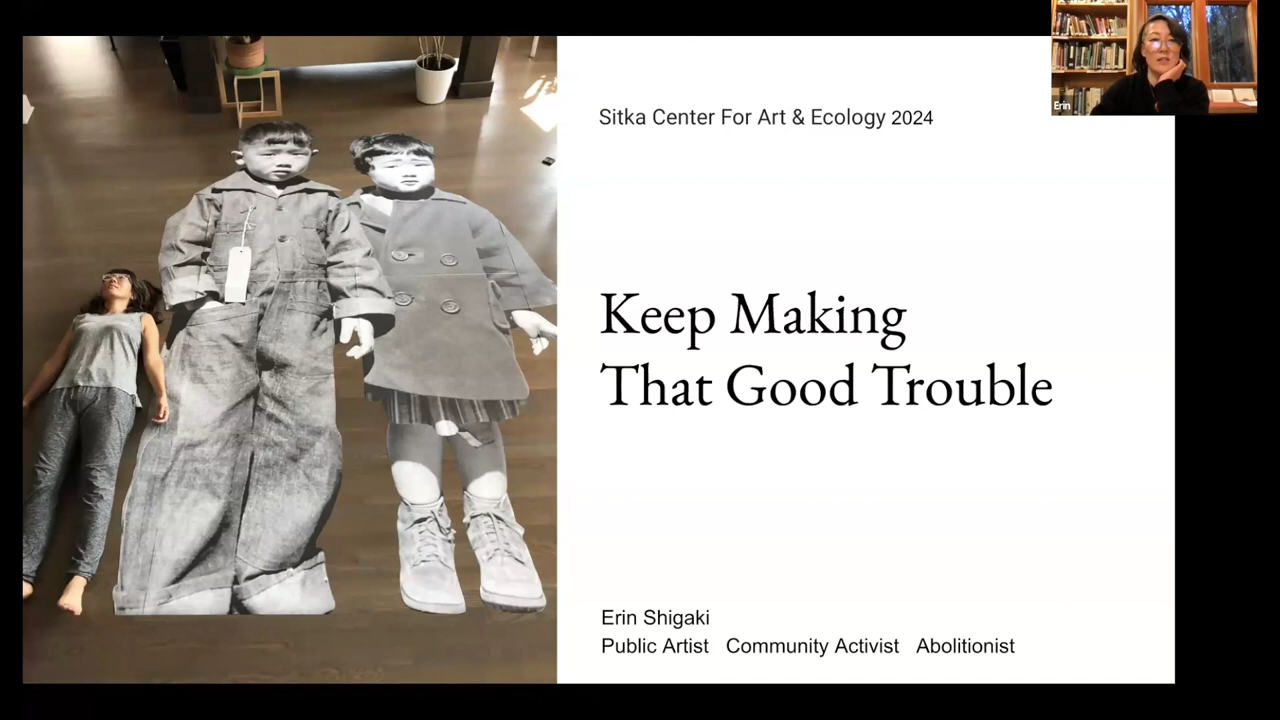 Sitka Center For Art & Ecology 2024
Keep Making
That Good Trouble
Erin Shigaki
Public Artist Community Activist Abolitionist
Erin